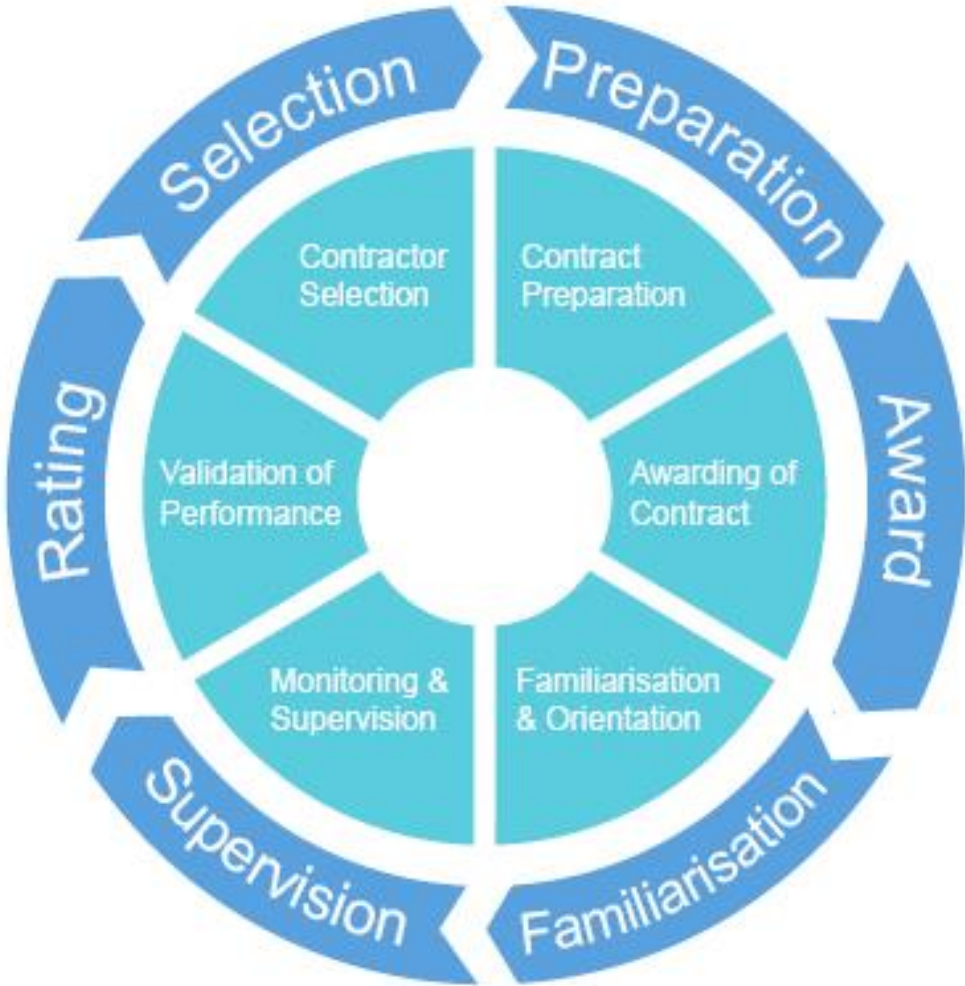 Selection
Preparation
Award
Familiarisation
Supervision
Rating
Contractor
Selection
Contract
Preparation
Awarding of
Contract
Familiarisation
& Orientation
Monitoring &
Supervision
Validation of
Performance